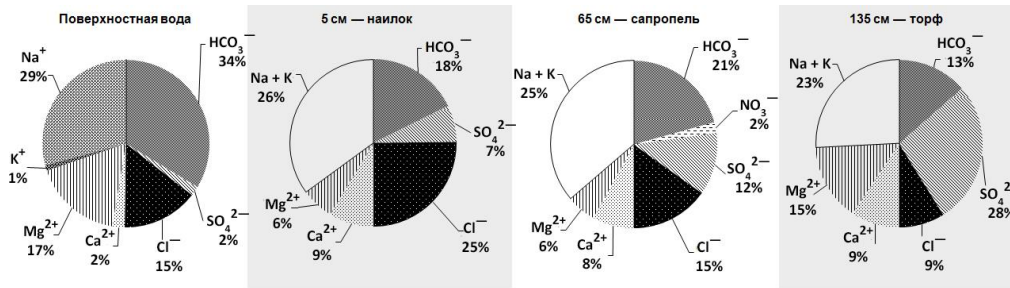 Поверхностная вода
HCO₃⁻
34%
SO₄²⁻
2%
Cl⁻
15%
Ca²⁺
2%
Mg²⁺
17%
K⁺
1%
Na⁺
29%
5 см — наилок
HCO₃⁻
18%
SO₄²⁻
7%
Cl⁻
25%
Ca²⁺
9%
Mg²⁺
6%
Na + K
26%
65 см — сапропель
HCO₃⁻
21%
NO₃⁻
2%
SO₄²⁻
12%
Cl⁻
15%
Ca²⁺
8%
Mg²⁺
6%
Na + K
25%
135 см — торф
HCO₃⁻
13%
SO₄²⁻
28%
Cl⁻
9%
Ca²⁺
9%
Mg²⁺
15%
Na + K
23%